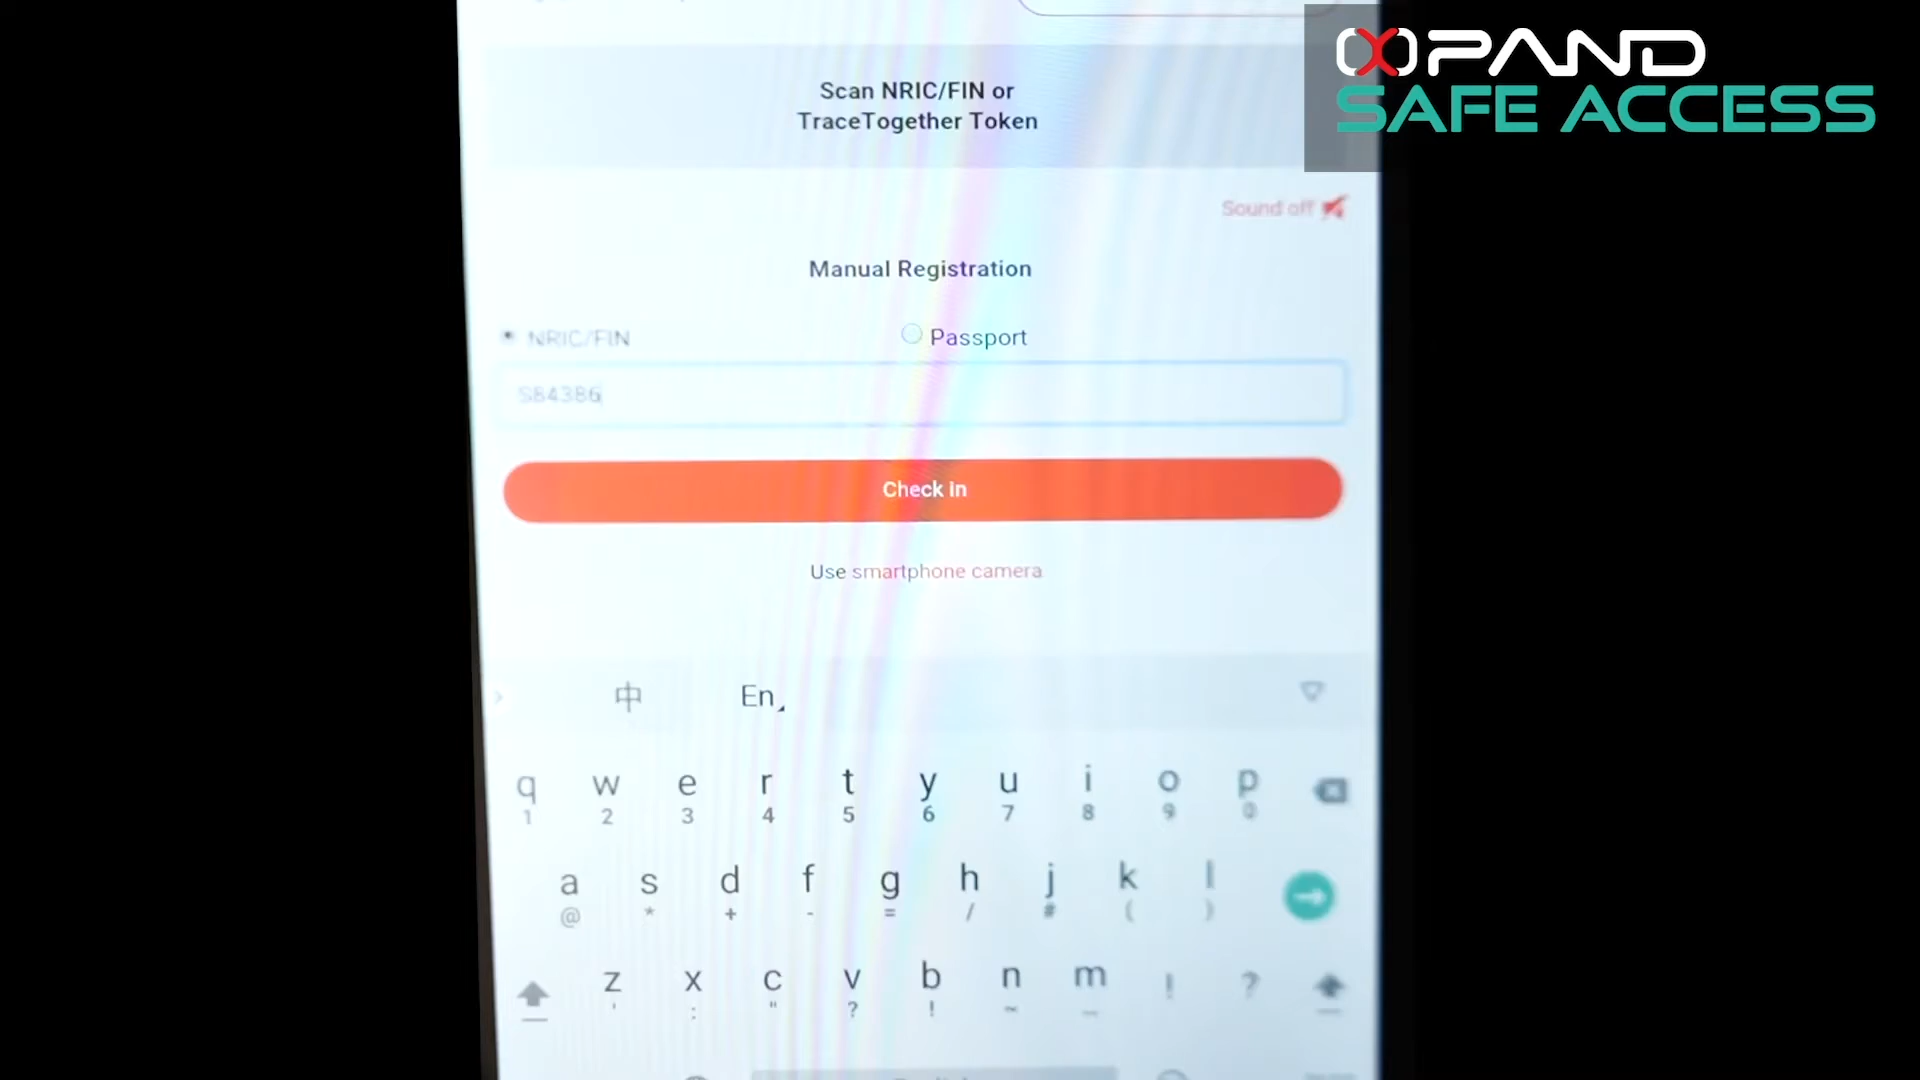 XPAND
SAFE ACCESS
Scan NRIC/FIN or
TraceTogether Token
Sound off
Manual Registration
NRIC/FIN
Passport
S84386
Check in
Use smartphone camera
中
En
q w e r t y u i o p
1 2 3 4 5 6 7 8 9 0
a s d f g h j k l
@ * + - = / # ( )
z x c v b n m ! ?
' : " ? ! ~